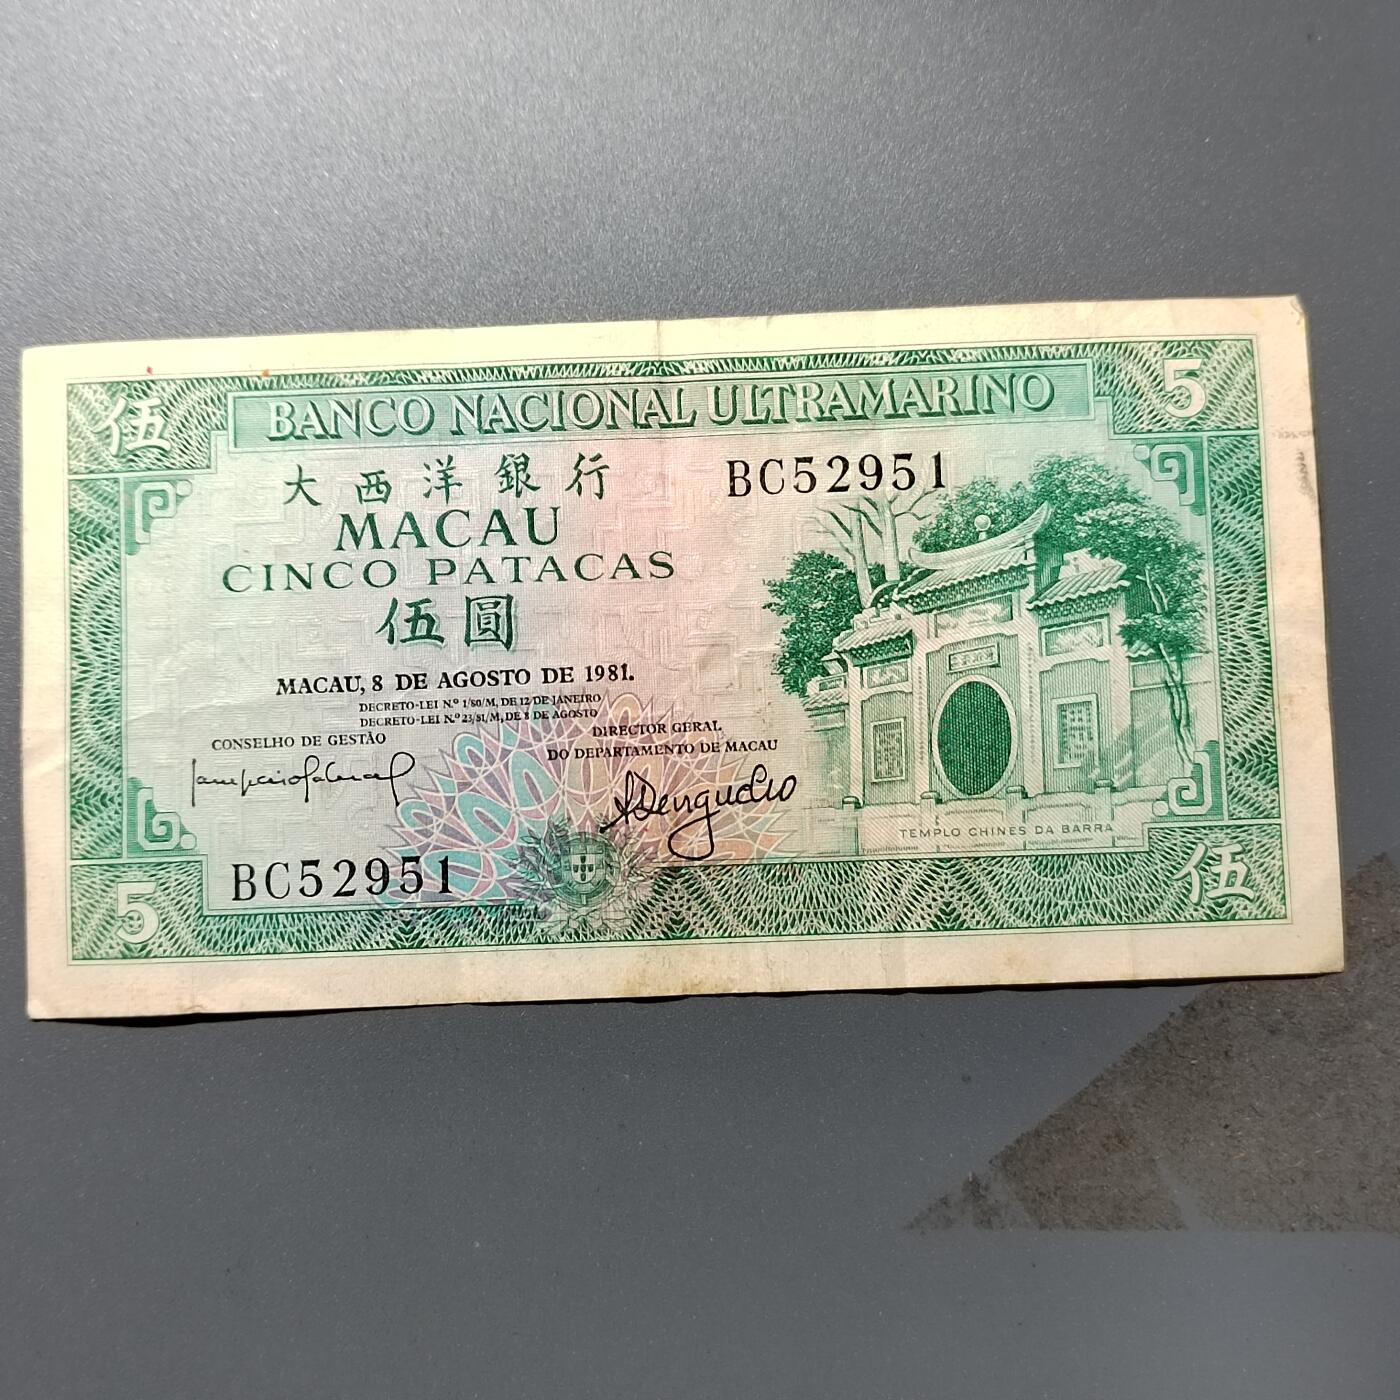 伍 BANCO NACIONAL ULTRAMARINO 5
大西洋銀行 BC52951
MACAU
CINCO PATACAS
伍圓
MACAU, 8 DE AGOSTO DE 1981.
DECRETO-LEI N.º 1/80/M, DE 12 DE JANEIRO
DECRETO-LEI N.º 23/81/M, DE 8 DE AGOSTO
CONSELHO DE GESTÃO
DIRECTOR GERAL
DO DEPARTAMENTO DE MACAU
TEMPLO CHINES DA BARRA
BC52951
5 伍